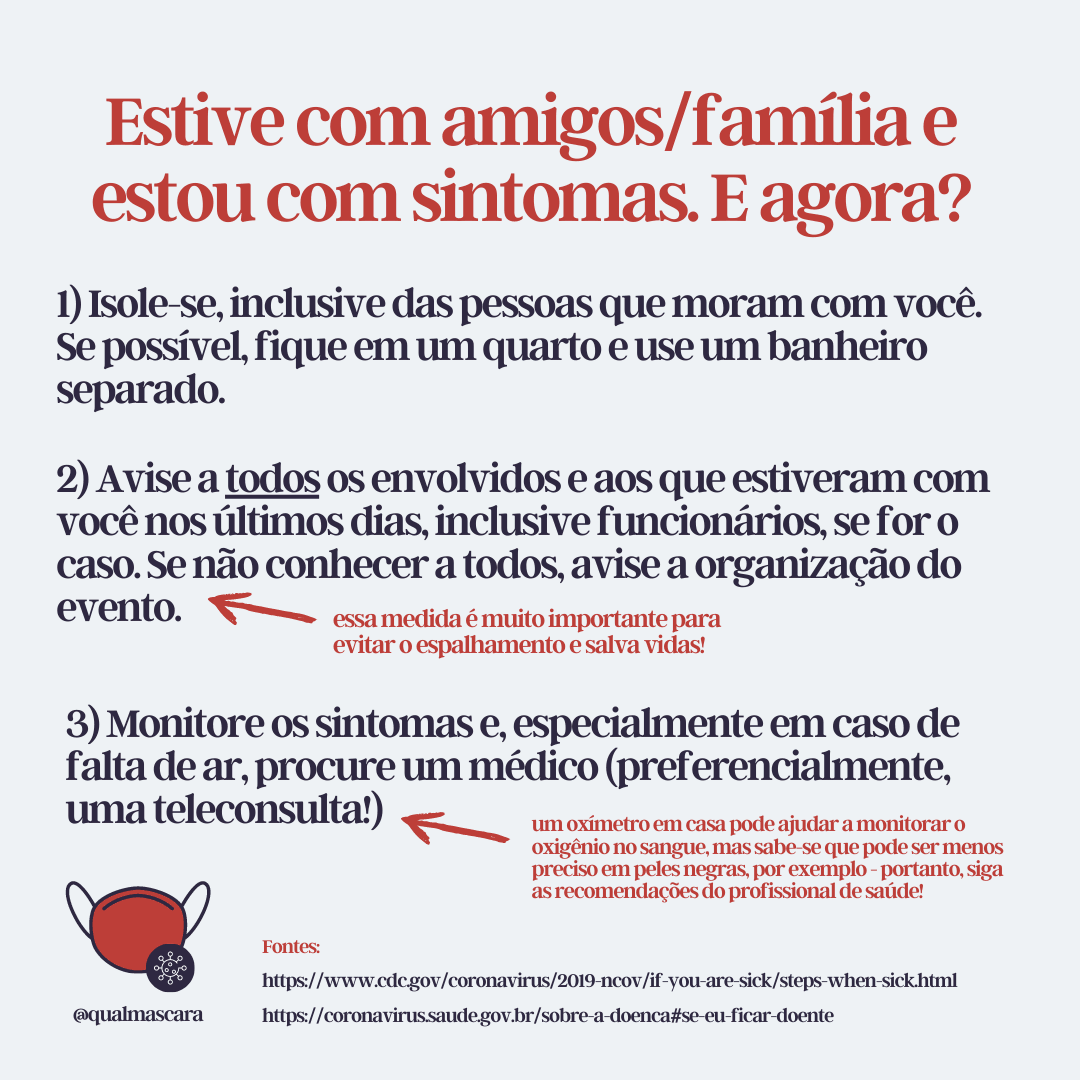 Estive com amigos/família e
estou com sintomas. E agora?
1) Isole-se, inclusive das pessoas que moram com você.
Se possível, fique em um quarto e use um banheiro
separado.
2) Avise a todos os envolvidos e aos que estiveram com
você nos últimos dias, inclusive funcionários, se for o
caso. Se não conhecer a todos, avise a organização do
evento.
essa medida é muito importante para
evitar o espalhamento e salva vidas!
3) Monitore os sintomas e, especialmente em caso de
falta de ar, procure um médico (preferencialmente,
uma teleconsulta!)
um oxímetro em casa pode ajudar a monitorar o
oxigênio no sangue, mas sabe-se que pode ser menos
preciso em peles negras, por exemplo - portanto, siga
as recomendações do profissional de saúde!
Fontes:
https://www.cdc.gov/coronavirus/2019-ncov/if-you-are-sick/steps-when-sick.html
https://coronavirus.saude.gov.br/sobre-a-doenca#se-eu-ficar-doente
@qualmascara